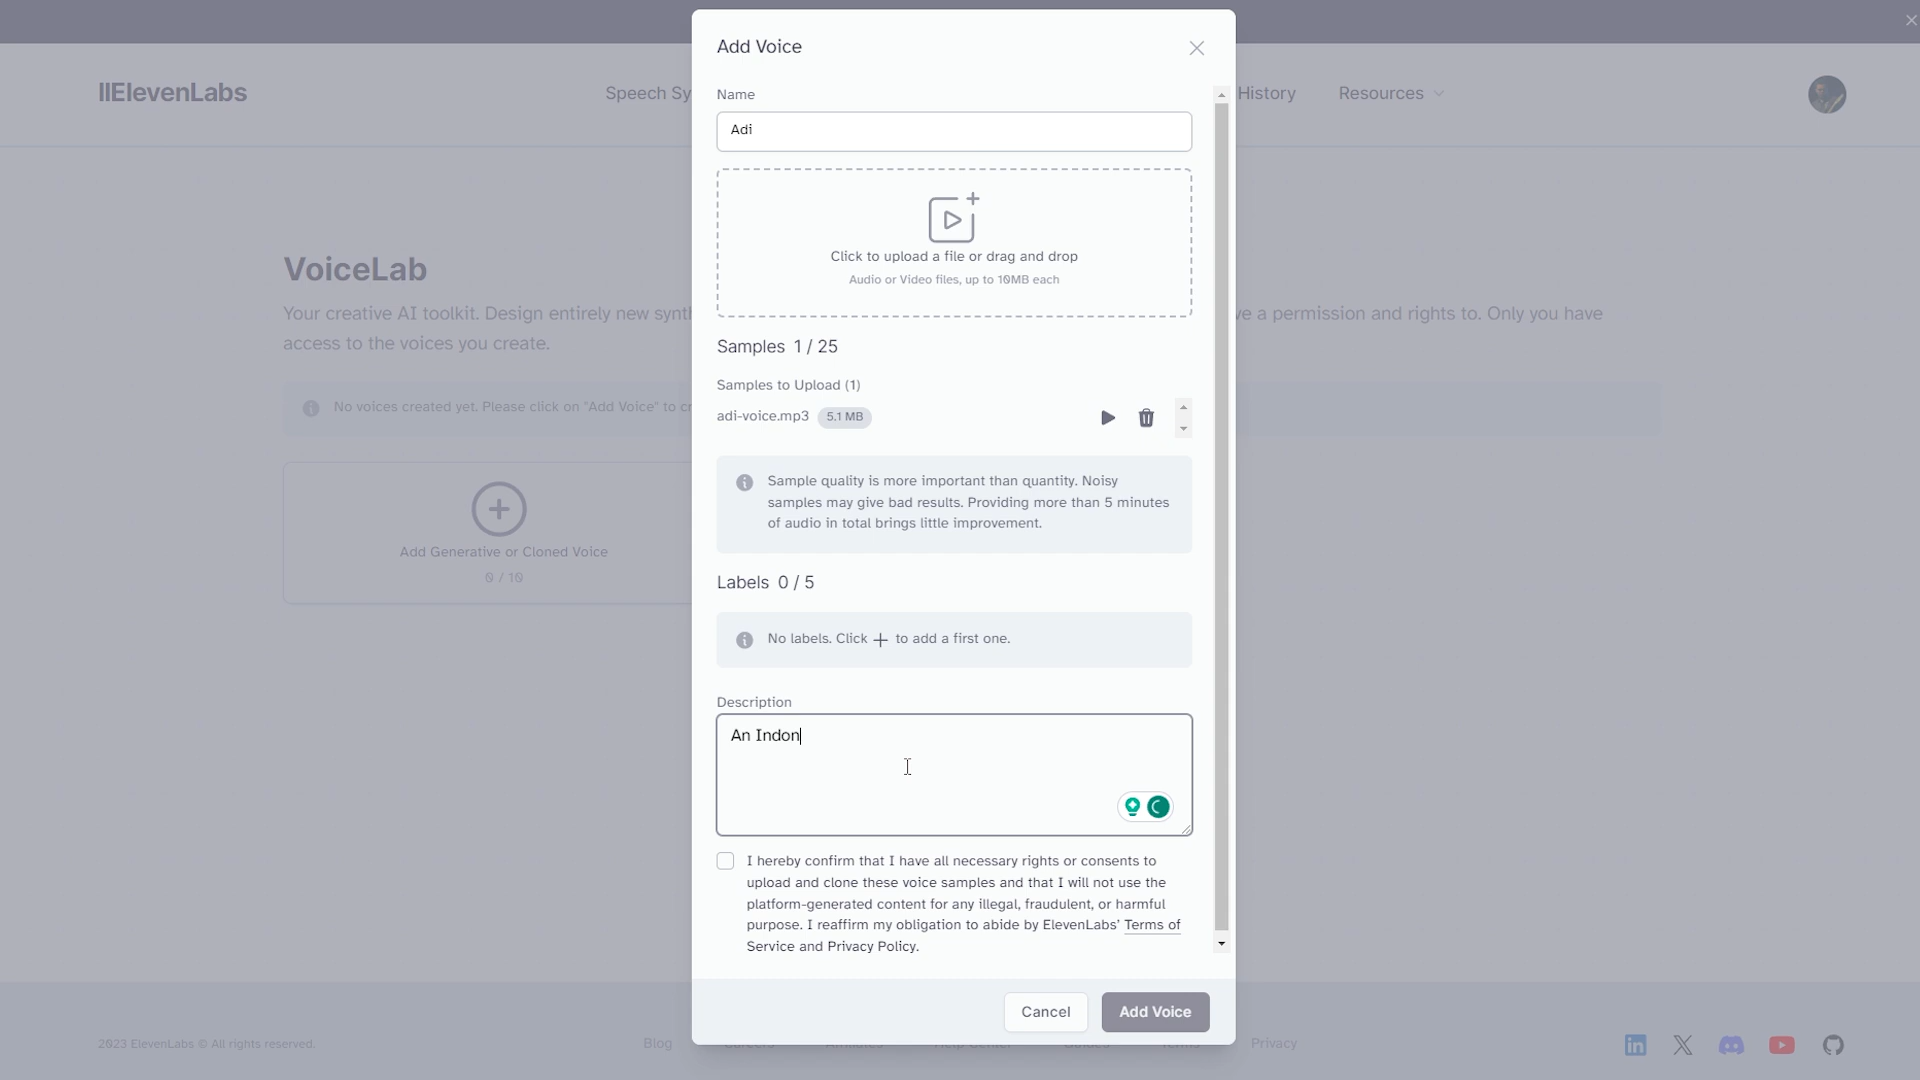 Add Voice
IIElevenLabs
Speech Sy
History
Resources
Name
Adi
Click to upload a file or drag and drop
Audio or Video files, up to 10MB each
VoiceLab
Your creative AI toolkit. Design entirely new synth
ve a permission and rights to. Only you have
access to the voices you create.
Samples 1 / 25
Samples to Upload (1)
No voices created yet. Please click on "Add Voice" to cr
adi-voice.mp3 5.1 MB
Sample quality is more important than quantity. Noisy
samples may give bad results. Providing more than 5 minutes
of audio in total brings little improvement.
Add Generative or Cloned Voice
0 / 10
Labels 0 / 5
No labels. Click + to add a first one.
Description
An Indon
I hereby confirm that I have all necessary rights or consents to
upload and clone these voice samples and that I will not use the
platform-generated content for any illegal, fraudulent, or harmful
purpose. I reaffirm my obligation to abide by ElevenLabs' Terms of
Service and Privacy Policy.
Cancel
Add Voice
2023 ElevenLabs © All rights reserved.
Blog
Careers
Affiliates
Help Center
Guides
Terms
Privacy